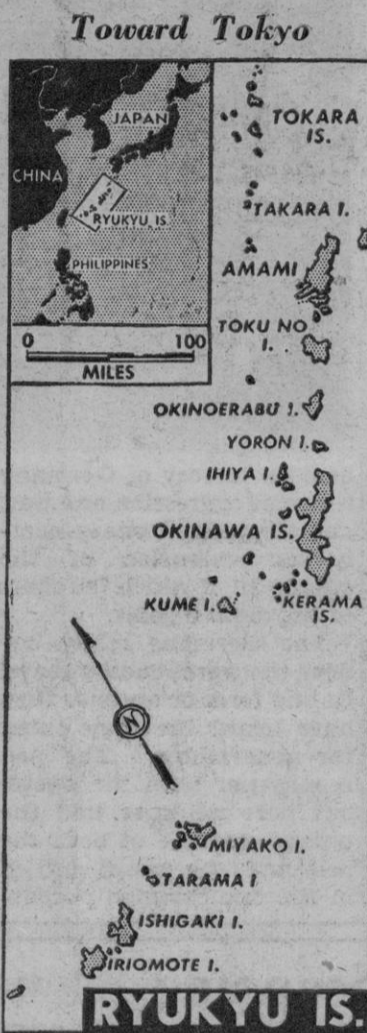 Toward Tokyo
JAPAN
CHINA
RYUKYU IS.
PHILIPPINES
0 100
MILES
TOKARA
IS.
TAKARA I.
AMAMI
TOKU NO
I.
OKINOERABU I.
YORON I.
IHIYA I.
OKINAWA IS.
KUME I.
KERAMA
IS.
N
MIYAKO I.
TARAMA I
ISHIGAKI I.
IRIOMOTE I.
RYUKYU IS.